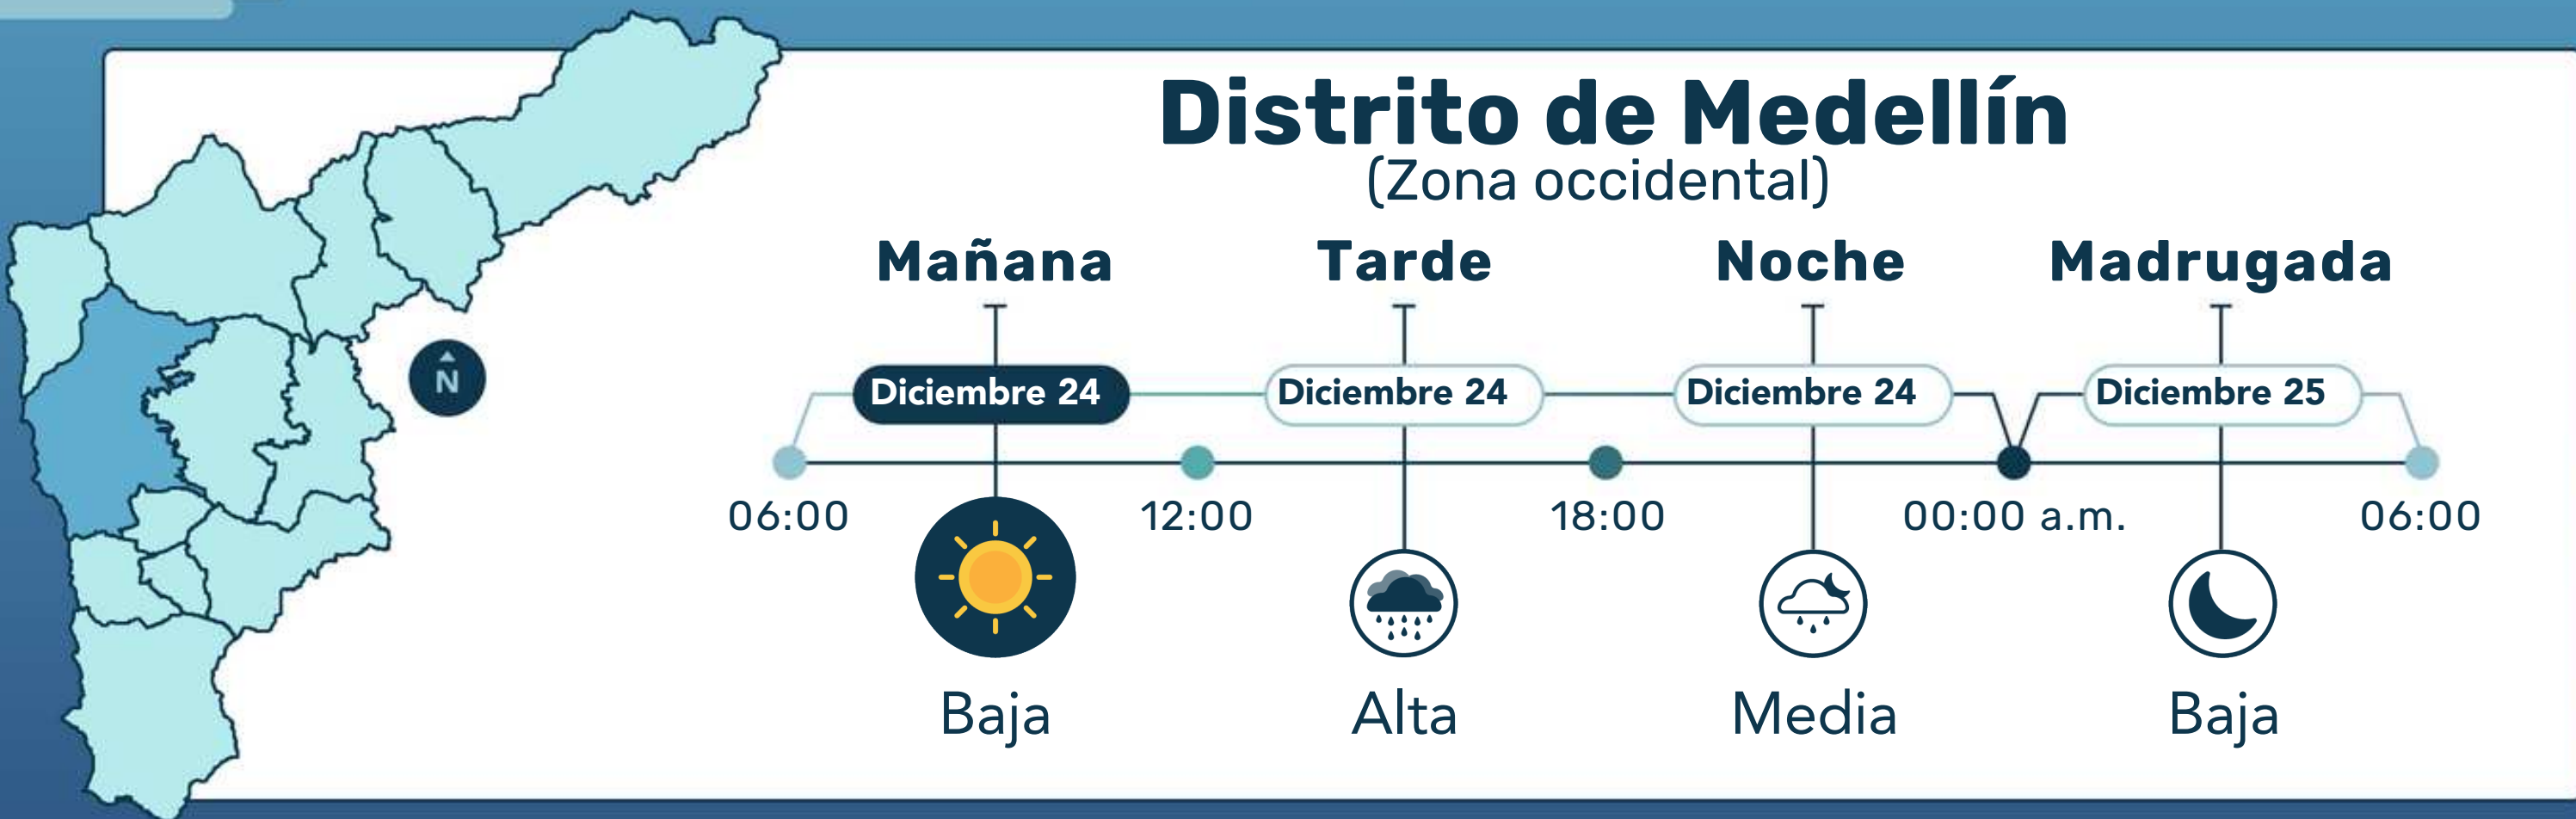 Distrito de Medellín
(Zona occidental)
Mañana Tarde Noche Madrugada
Diciembre 24 Diciembre 24 Diciembre 24 Diciembre 25
N
06:00 12:00 18:00 00:00 a.m. 06:00
Baja Alta Media Baja